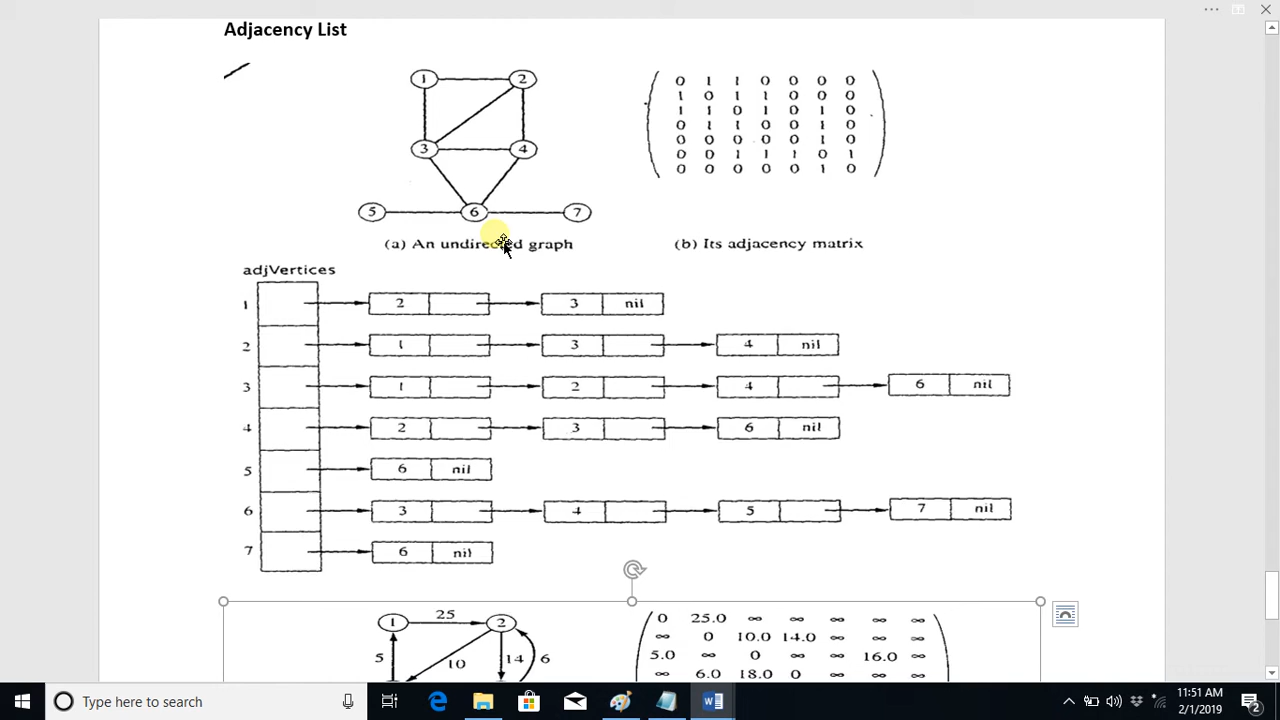 Adjacency List
1 2
3 4
5 6 7
0 1 1 0 0 0 0
1 0 1 1 0 0 0
1 1 0 1 0 1 0
0 1 1 0 0 1 0
0 0 0 0 0 1 0
0 0 1 1 1 0 1
0 0 0 0 0 1 0
(a) An undirected graph
(b) Its adjacency matrix
adjVertices
1 2 3 nil
2 1 3 4 nil
3 1 2 4 6 nil
4 2 3 6 nil
5 6 nil
6 3 4 5 7 nil
7 6 nil
1 25 2
5 10 14 6
0 25.0 ∞ ∞ ∞ ∞ ∞
∞ 0 10.0 14.0 ∞ ∞ ∞
5.0 ∞ 0 ∞ ∞ 16.0 ∞
∞ 6.0 18.0 0 ∞ ∞ ∞
Type here to search
11:51 AM
2/1/2019
2